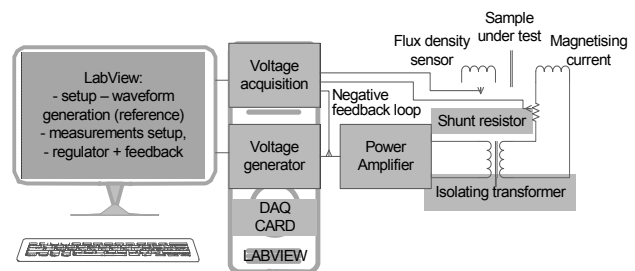 LabView:
- setup – waveform
generation (reference)
- measurements setup,
- regulator + feedback
Voltage
acquisition
Voltage
generator
DAQ
CARD
LABVIEW
Negative
feedback loop
Power
Amplifier
Flux density
sensor
Sample
under test
Magnetising
current
Shunt resistor
Isolating transformer